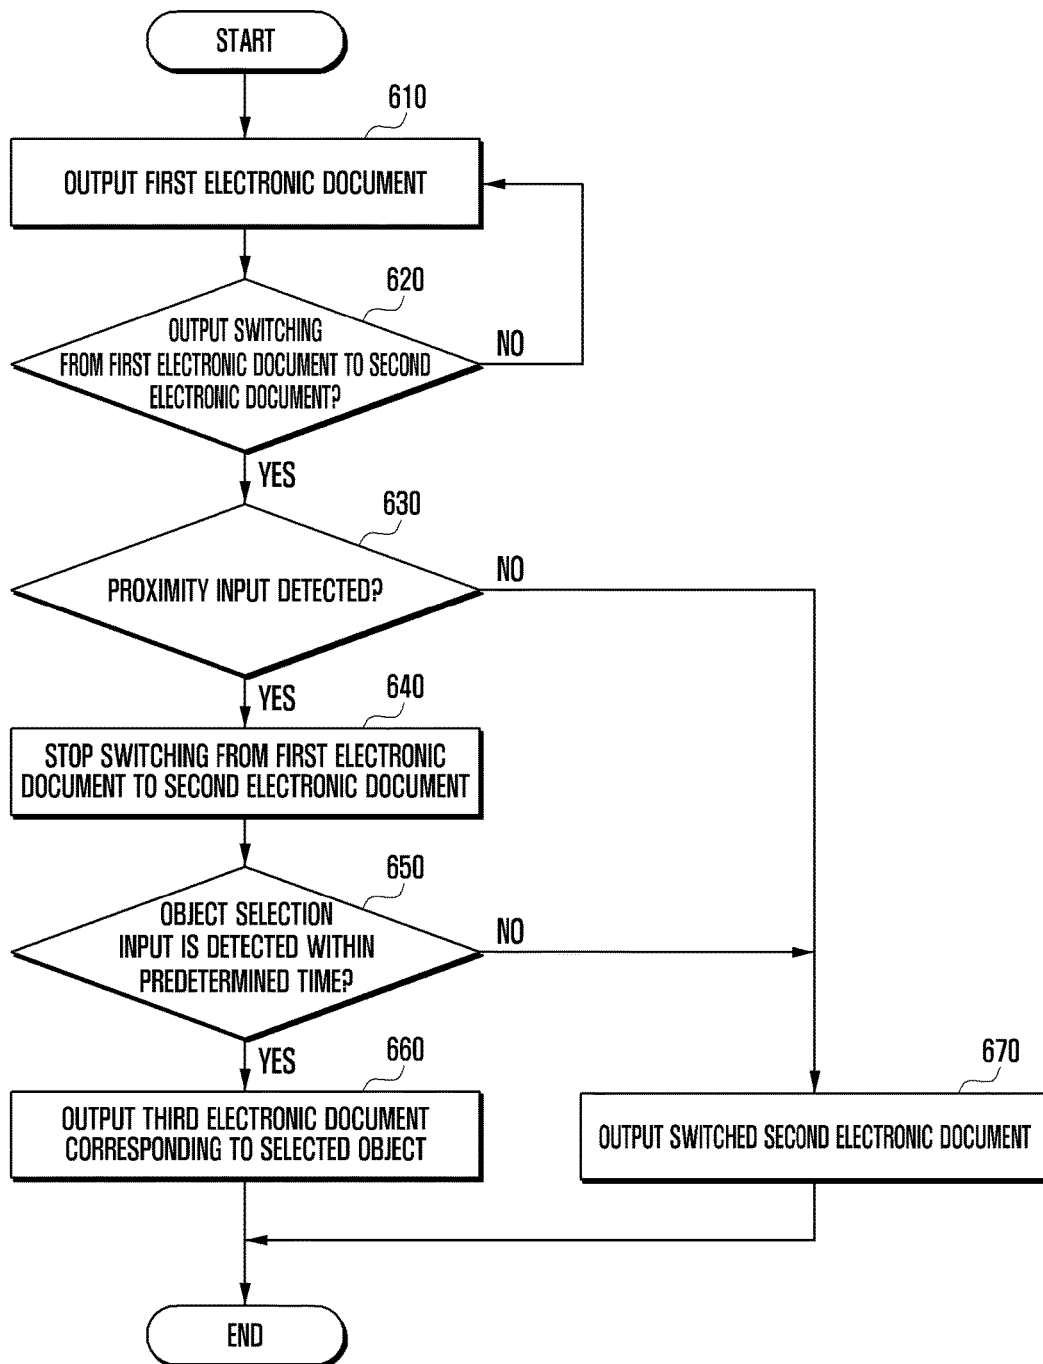 START
610
OUTPUT FIRST ELECTRONIC DOCUMENT
620
OUTPUT SWITCHING
FROM FIRST ELECTRONIC DOCUMENT TO SECOND
ELECTRONIC DOCUMENT?
NO
YES
630
PROXIMITY INPUT DETECTED?
NO
YES
640
STOP SWITCHING FROM FIRST ELECTRONIC
DOCUMENT TO SECOND ELECTRONIC DOCUMENT
650
OBJECT SELECTION
INPUT IS DETECTED WITHIN
PREDETERMINED TIME?
NO
YES
660
OUTPUT THIRD ELECTRONIC DOCUMENT
CORRESPONDING TO SELECTED OBJECT
670
OUTPUT SWITCHED SECOND ELECTRONIC DOCUMENT
END